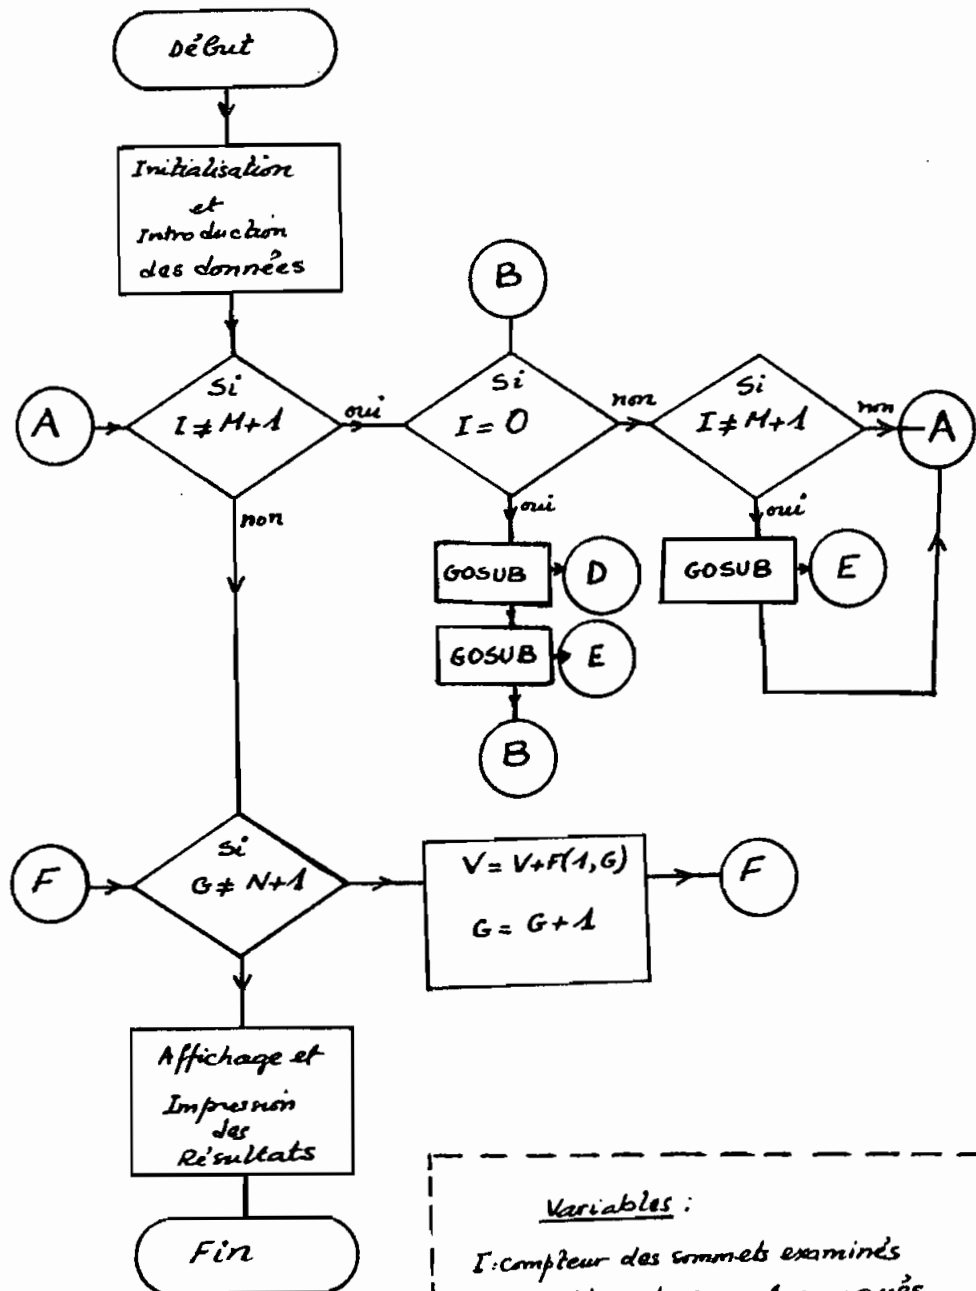 Début
Initialisation
et
Introduction
des données
B
Si
I ≠ M+1
oui
Si
I = 0
non
Si
I ≠ M+1
non
A
A
non
oui
oui
GOSUB
D
GOSUB
E
GOSUB
E
B
F
Si
G ≠ N+1
V = V+F(1,G)
G = G+1
F
Affichage et
Impression
des
Résultats
Fin
Variables :
I: compteur des sommets examinés